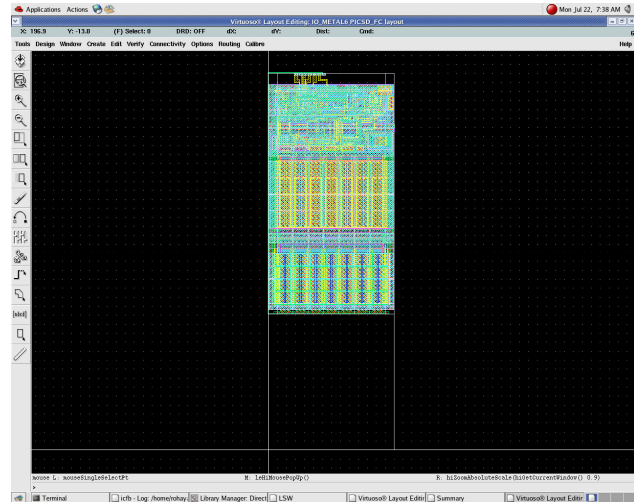 Applications Actions
Mon Jul 22, 7:38 AM
Virtuoso® Layout Editing: IO_METAL6 PICSD_FC layout
X: 196.9 Y: -13.0 (F) Select: 0 DRD: OFF dX: dY: Dist: Cmd:
6
Tools Design Window Create Edit Verify Connectivity Options Routing Calibre
Help
[abcd]
mouse L: mouseSingleSelectPt M: leHiMousePopUp() R: hiZoomAbsoluteScale(hiGetCurrentWindow() 0.9)
>
Terminal
icfb - Log: /home/rohay
Library Manager: Direct
LSW
Virtuoso® Layout Editir
Summary
Virtuoso® Layout Editir